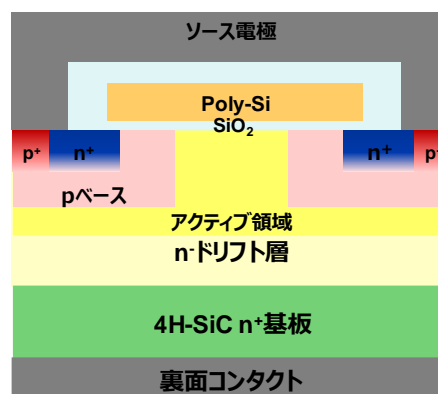 ソース電極
Poly-Si
SiO₂
p⁺ n⁺ n⁺ p⁺
pベース
アクティブ領域
n⁻ドリフト層
4H-SiC n⁺基板
裏面コンタクト